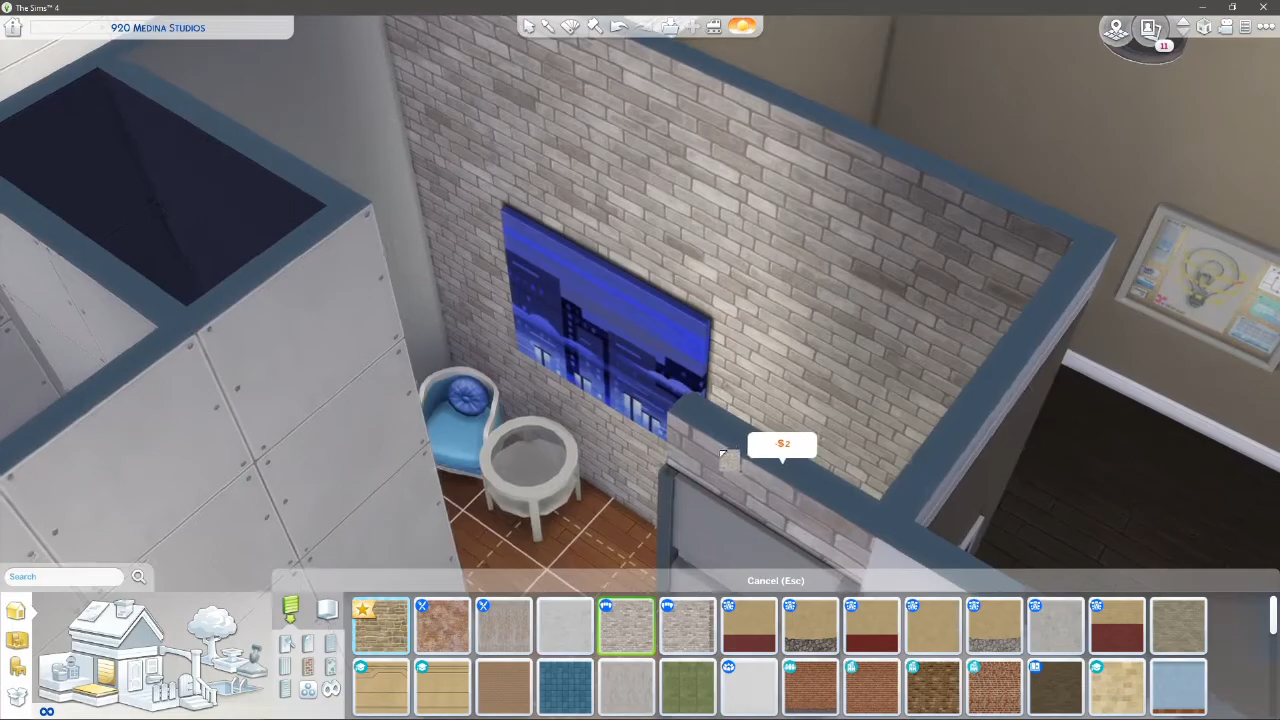 The Sims™ 4
920 Medina Studios
11
-$2
Cancel (Esc)
Search